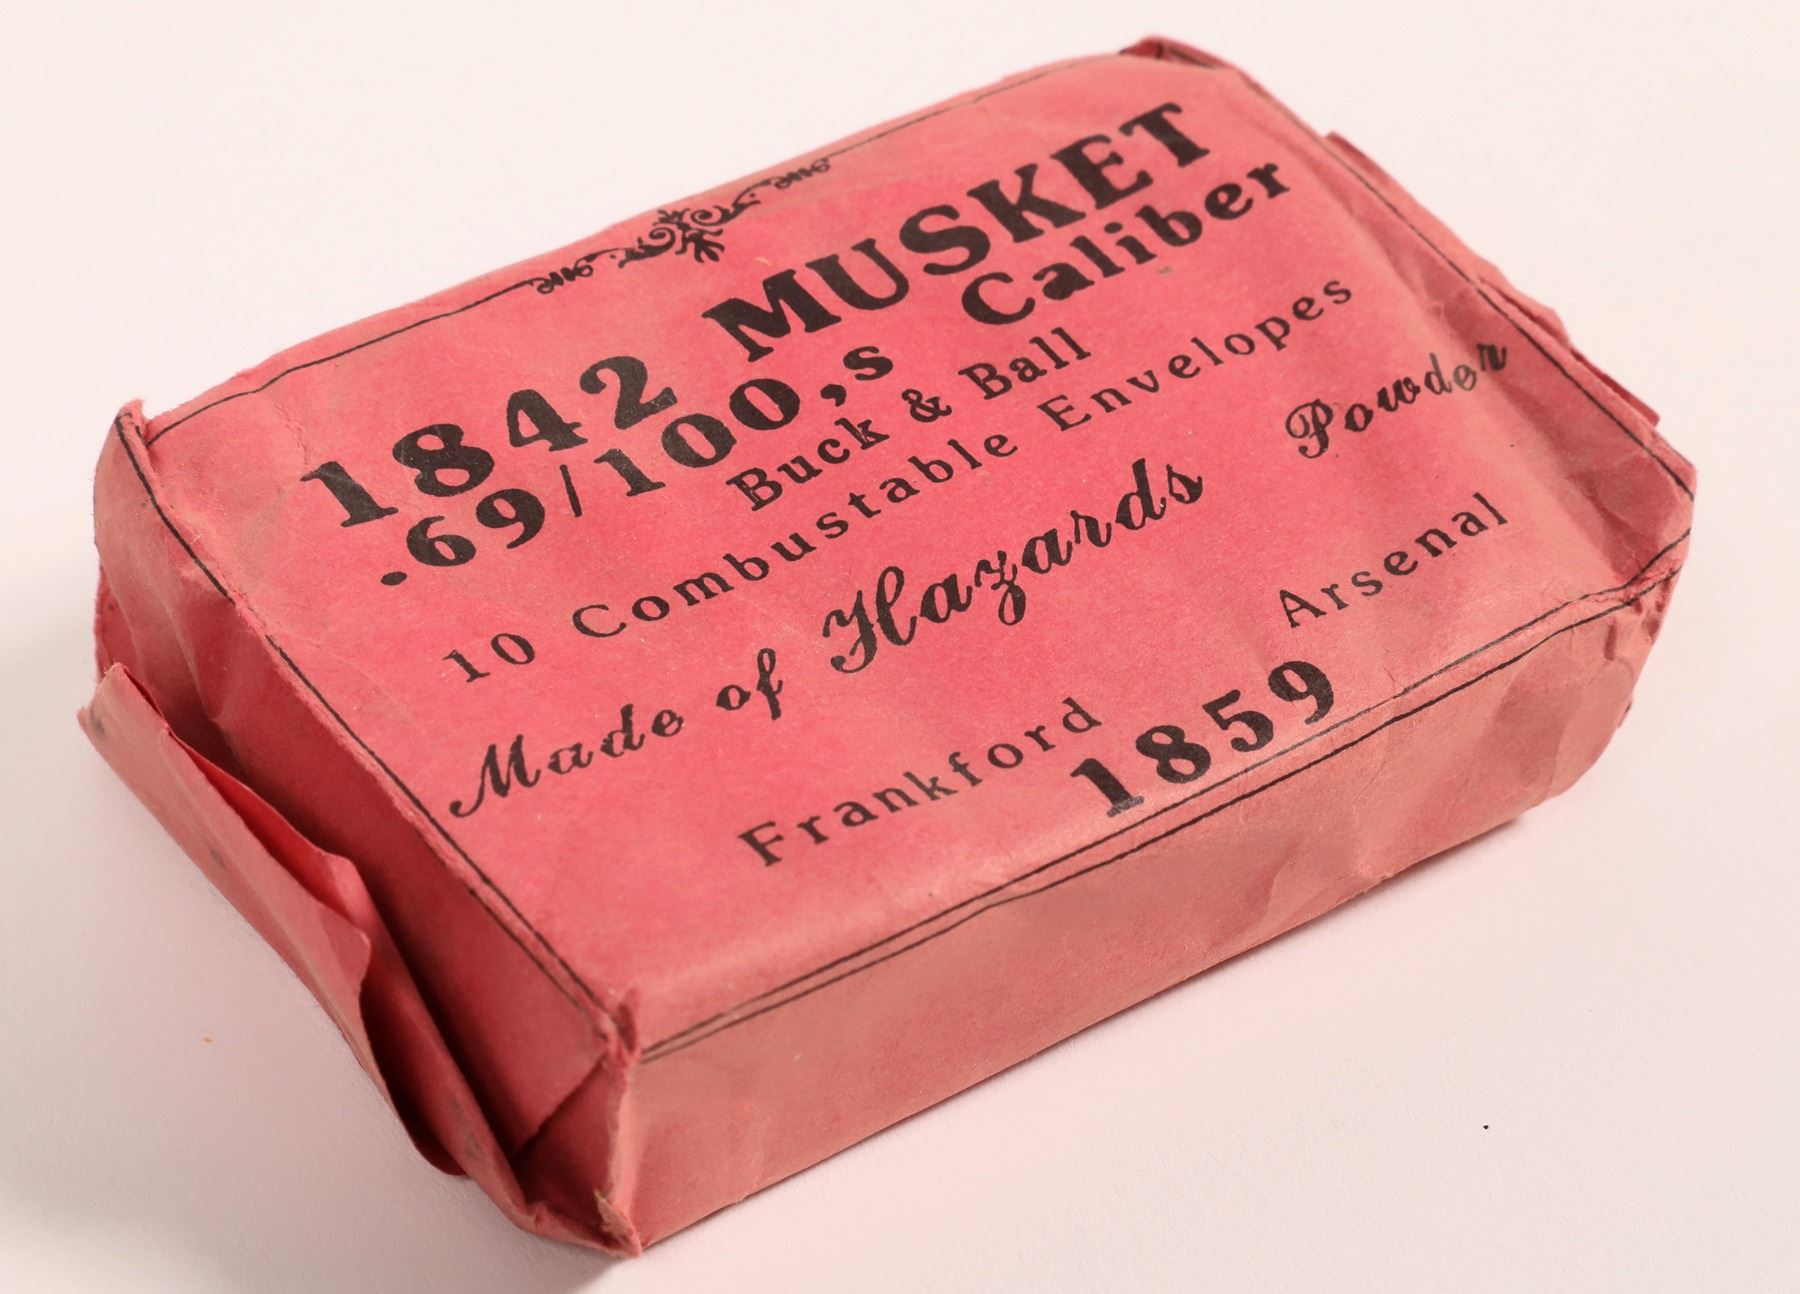 1842 MUSKET
.69/100,s Caliber
Buck & Ball
10 Combustable Envelopes
Made of Hazards Powder
Frankford Arsenal
1859